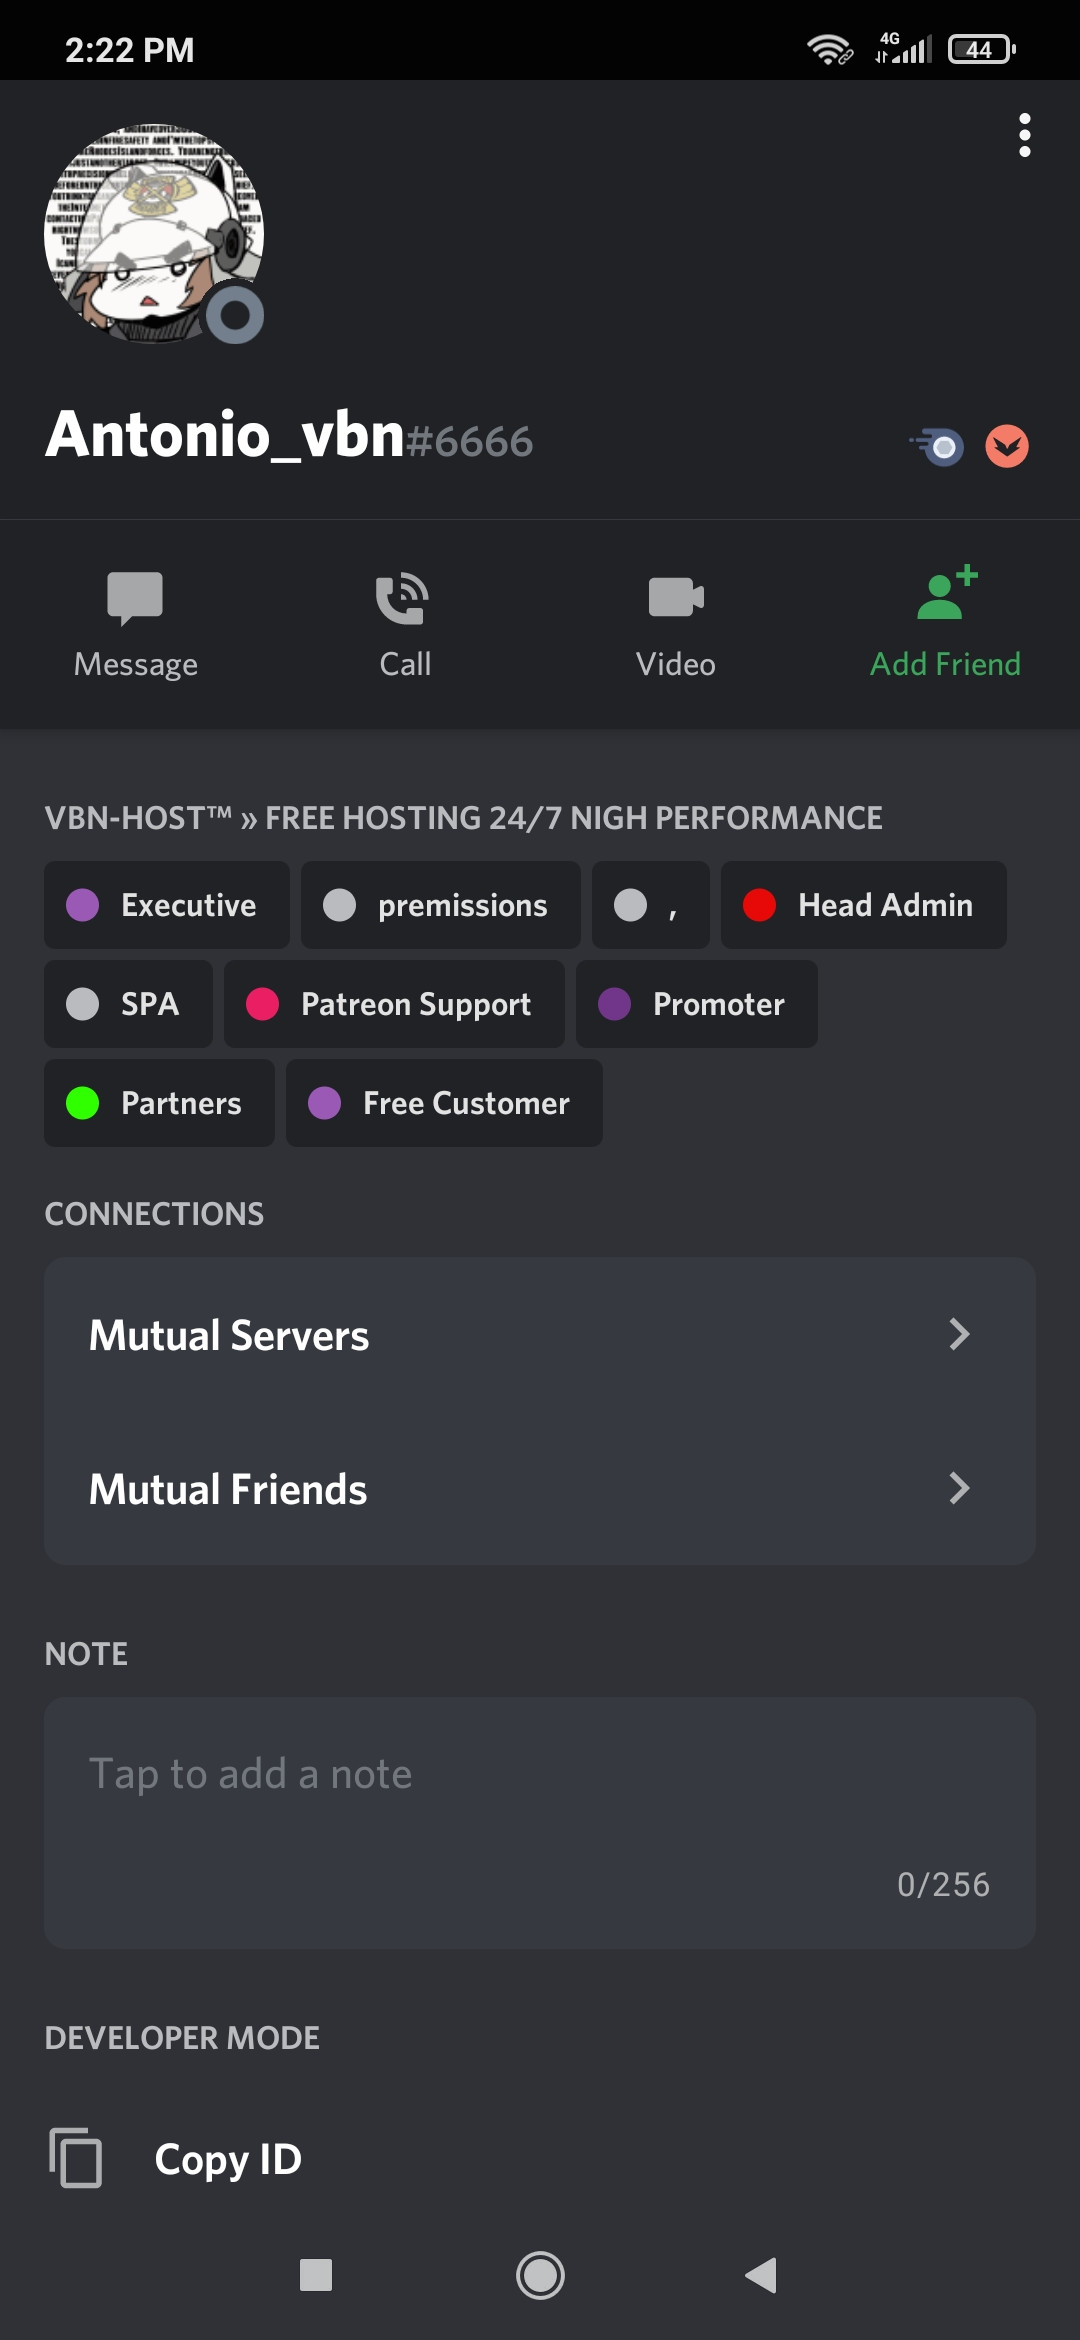 2:22 PM
4G
44
Antonio_vbn#6666
Message
Call
Video
Add Friend
VBN-HOST™ » FREE HOSTING 24/7 NIGH PERFORMANCE
Executive
premissions
,
Head Admin
SPA
Patreon Support
Promoter
Partners
Free Customer
CONNECTIONS
Mutual Servers
Mutual Friends
NOTE
Tap to add a note
0/256
DEVELOPER MODE
Copy ID